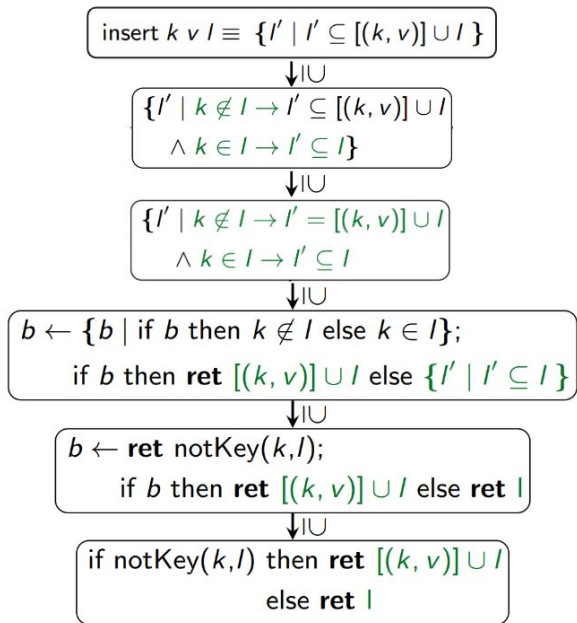 insert k v l ≡ {l′ | l′ ⊆ [(k, v)] ∪ l }
↓ I∪
{l′ | k ∉ l → l′ ⊆ [(k, v)] ∪ l
∧ k ∈ l → l′ ⊆ l}
↓ I∪
{l′ | k ∉ l → l′ = [(k, v)] ∪ l
∧ k ∈ l → l′ ⊆ l
↓ I∪
b ← {b | if b then k ∉ l else k ∈ l};
if b then ret [(k, v)] ∪ l else {l′ | l′ ⊆ l }
↓ I∪
b ← ret notKey(k,l);
if b then ret [(k, v)] ∪ l else ret l
↓ I∪
if notKey(k,l) then ret [(k, v)] ∪ l
else ret l